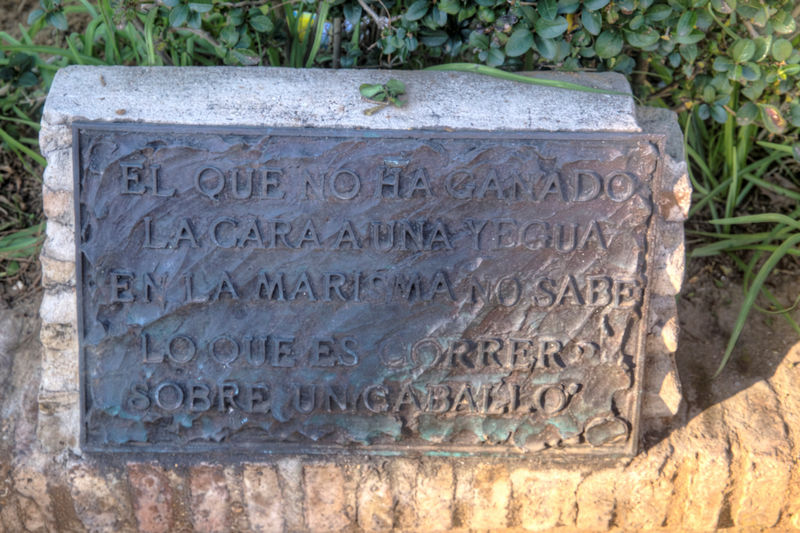 EL QUE NO HA GANADO
LA CARA A UNA YEGUA
EN LA MARISMA NO SABE
LO QUE ES CORRER
SOBRE UN CABALLO